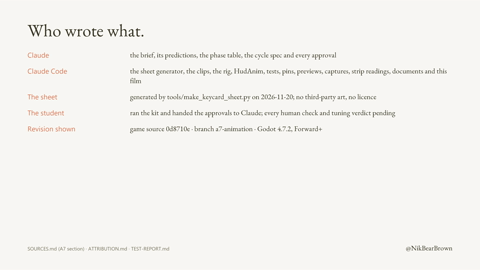 Who wrote what.
Claude the brief, its predictions, the phase table, the cycle spec and every approval
Claude Code the sheet generator, the clips, the rig, HudAnim, tests, pins, previews, captures, strip readings, documents and this
film
The sheet generated by tools/make_keycard_sheet.py on 2026-11-20; no third-party art, no licence
The student ran the kit and handed the approvals to Claude; every human check and tuning verdict pending
Revision shown game source 0d8710e · branch a7-animation · Godot 4.7.2, Forward+
SOURCES.md (A7 section) · ATTRIBUTION.md · TEST-REPORT.md @NikBearBrown